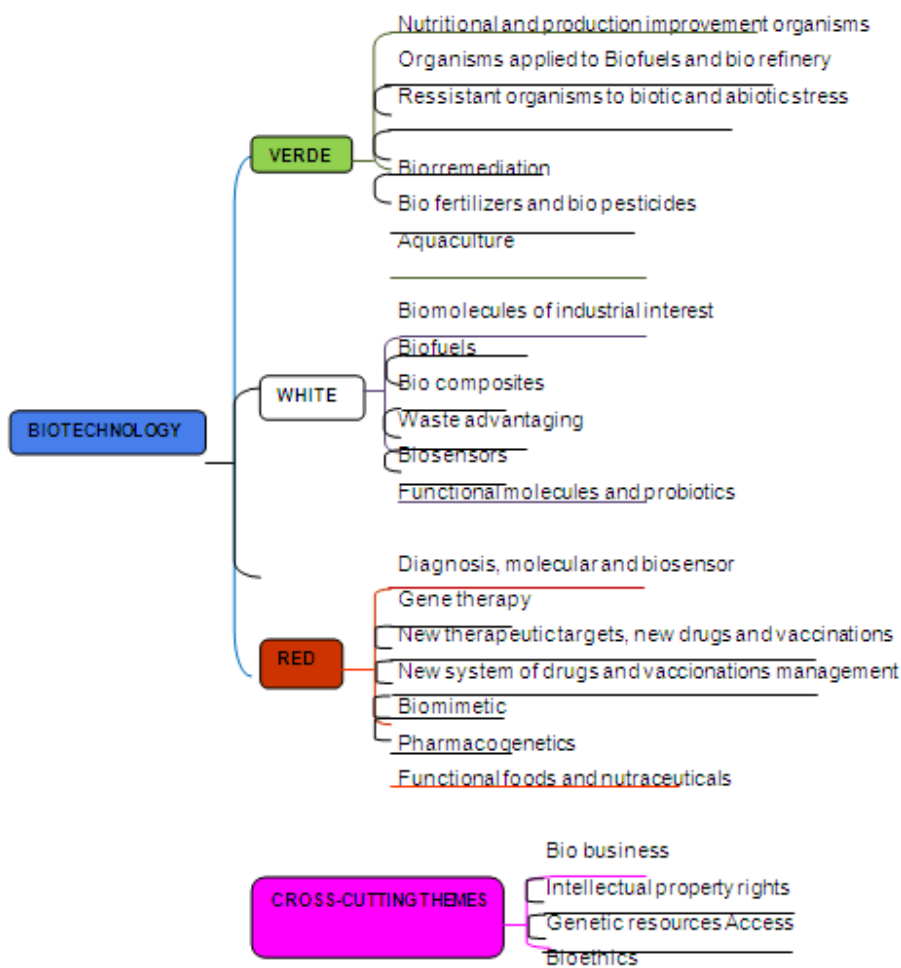 Nutritional and production improvement organisms
Organisms applied to Biofuels and bio refinery
Ressistant organisms to biotic and abiotic stress
VERDE
Biorremediation
Bio fertilizers and bio pesticides
Aquaculture
Biomolecules of industrial interest
Biofuels
Bio composites
WHITE
Waste advantaging
BIOTECHNOLOGY
Biosensors
Functional molecules and probiotics
Diagnosis, molecular and biosensor
Gene therapy
New therapeutic targets, new drugs and vaccinations
RED
New system of drugs and vaccionations management
Biomimetic
Pharmacogenetics
Functional foods and nutraceuticals
Bio business
CROSS-CUTTING THEMES
Intellectual property rights
Genetic resources Access
Bioethics